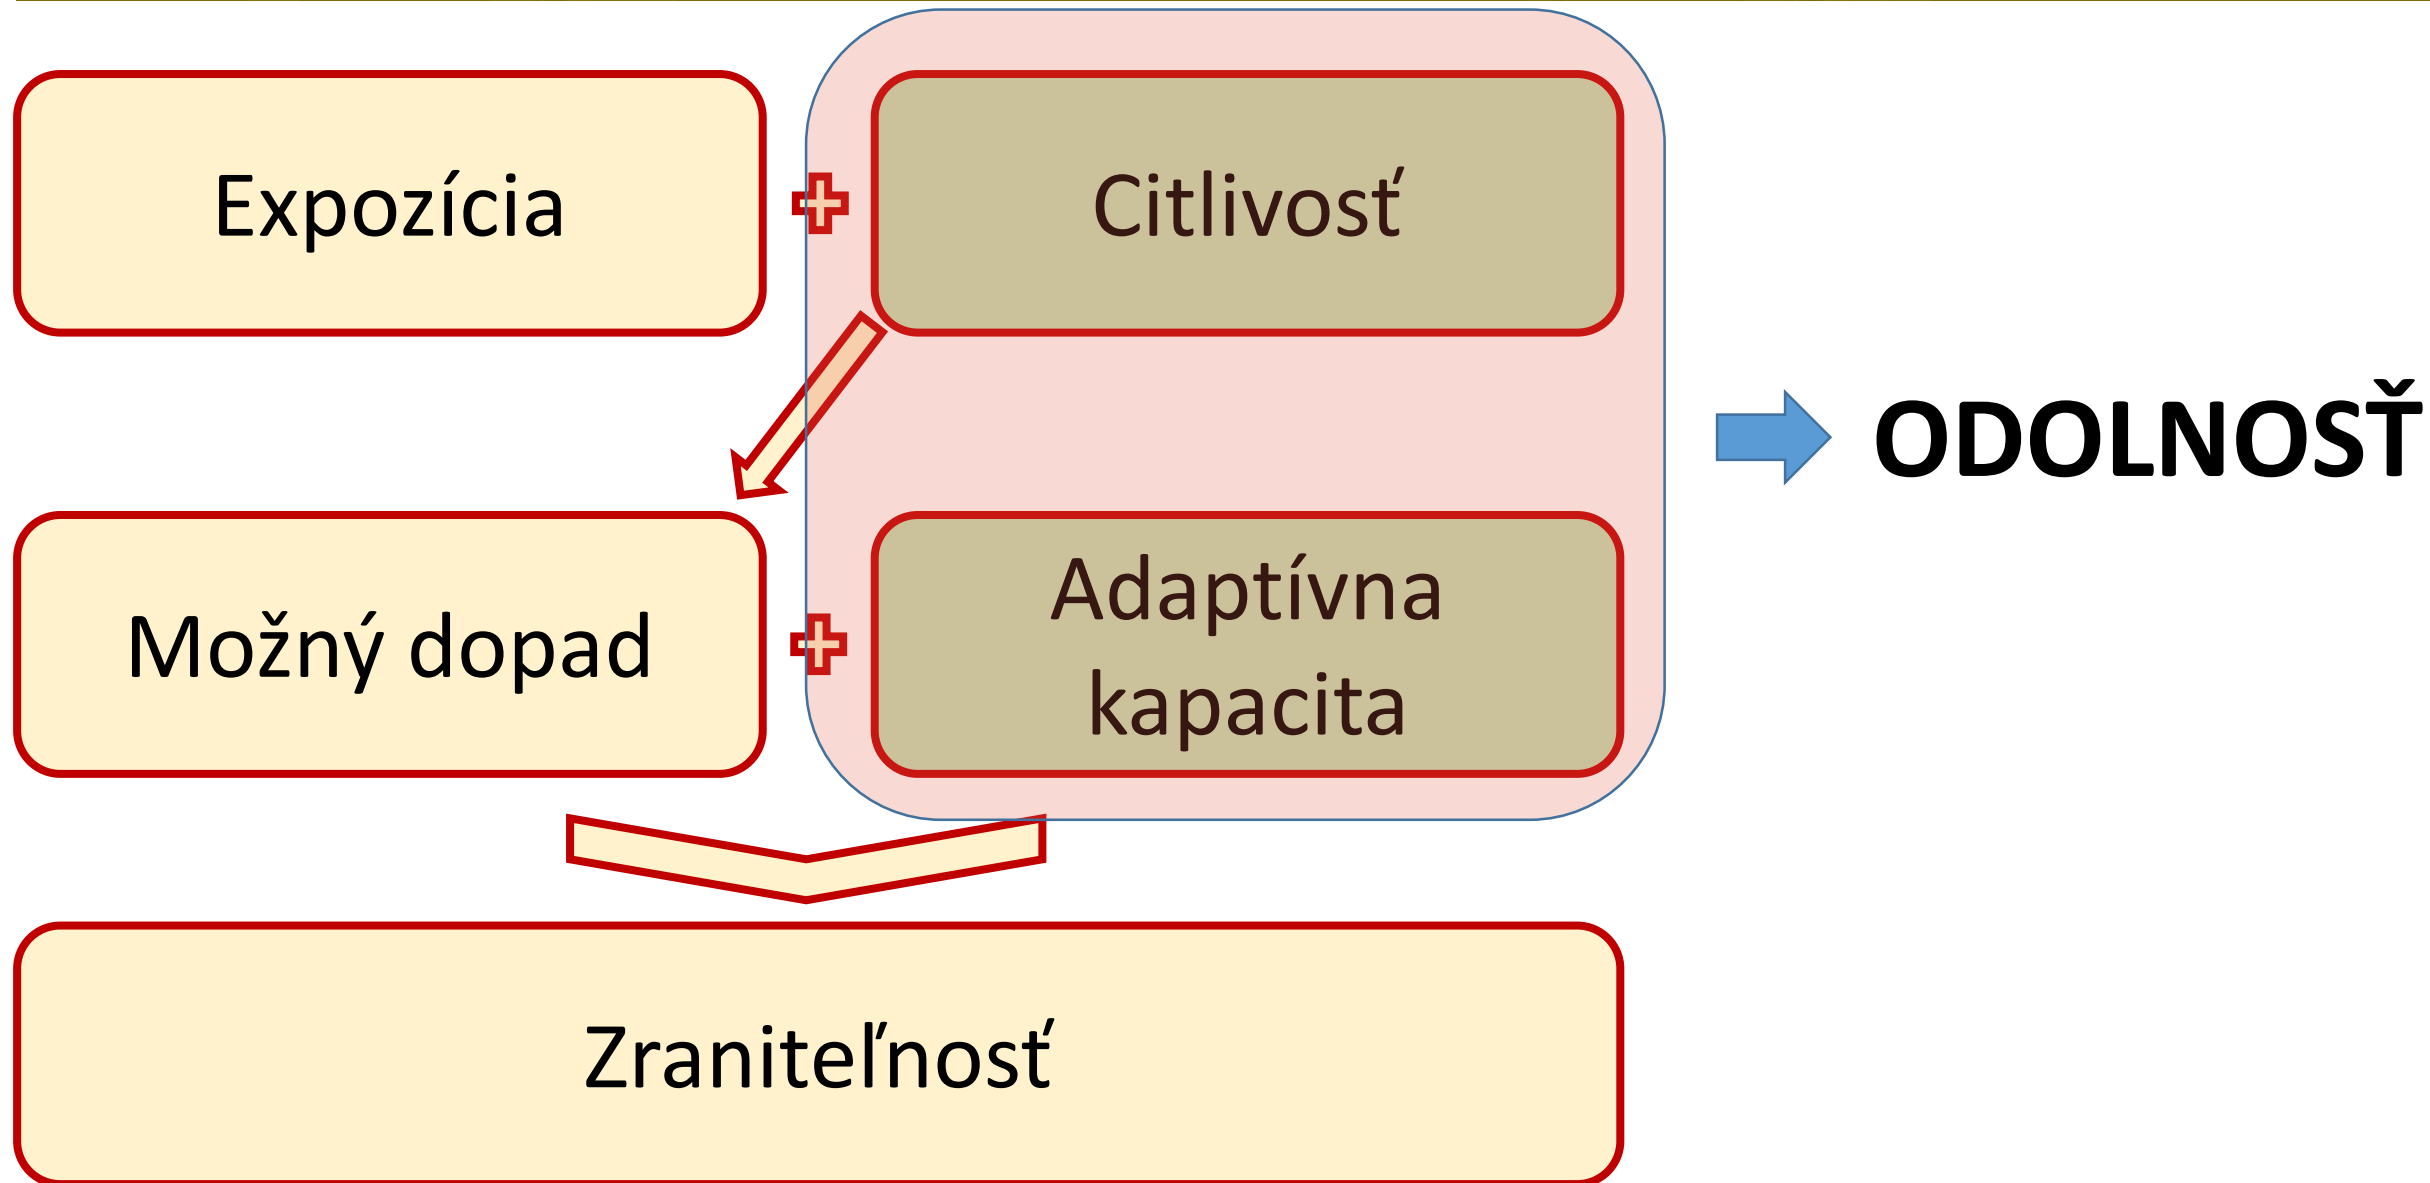 Expozícia
Citlivosť
ODOLNOSŤ
Možný dopad
Adaptívna
kapacita
Zraniteľnosť